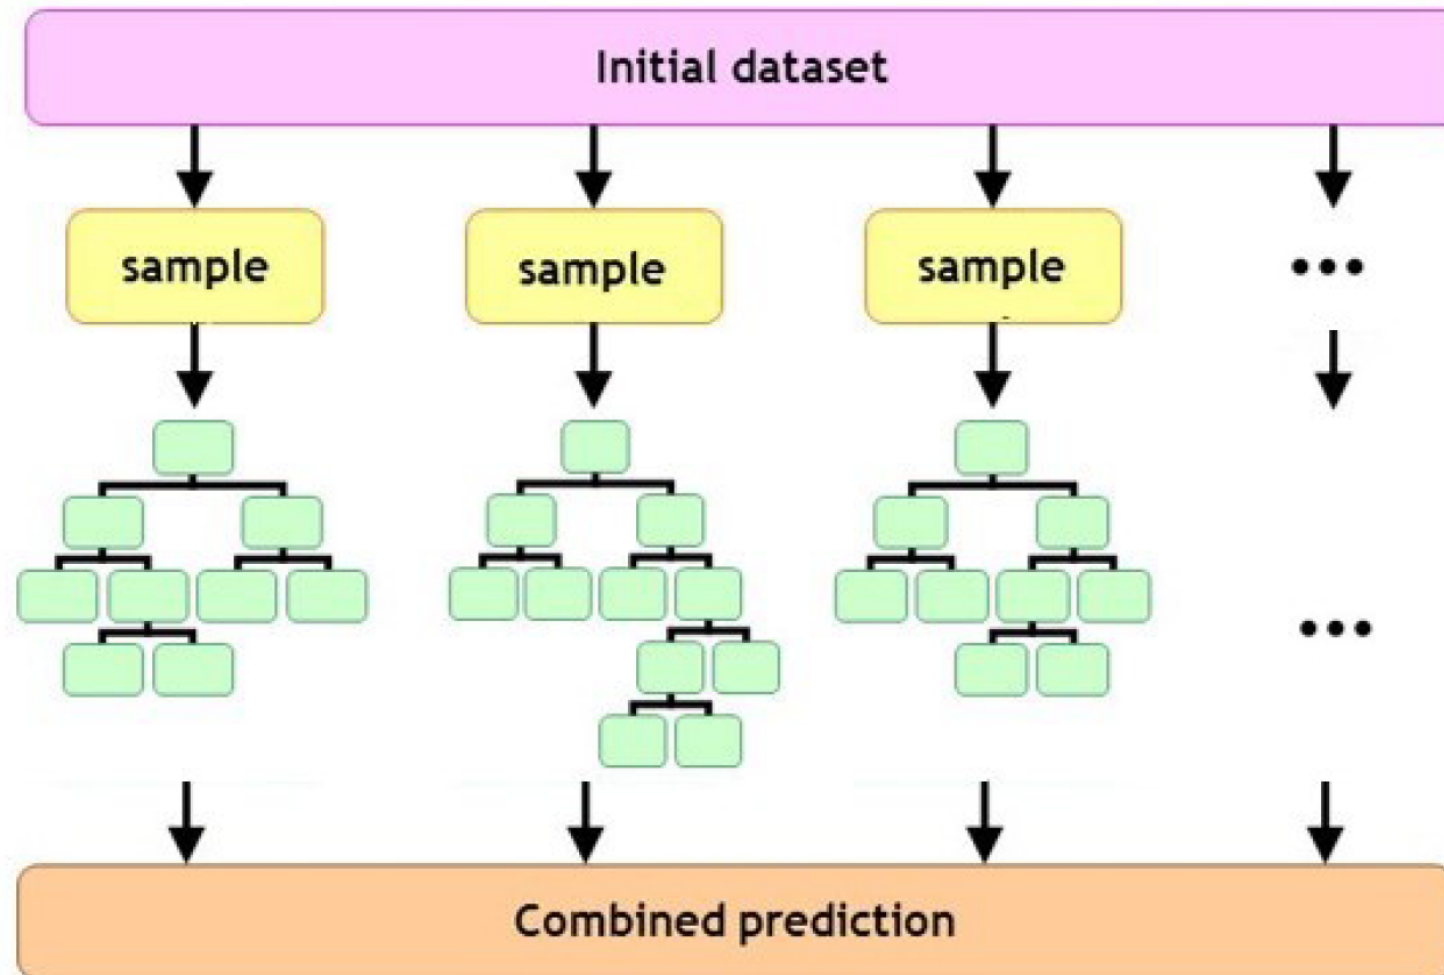 Initial dataset
sample
sample
sample
...
...
Combined prediction